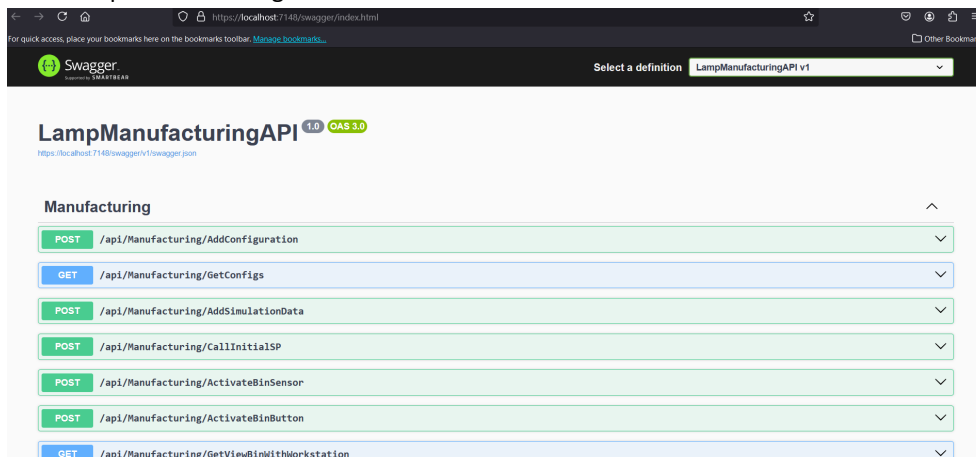 https://localhost:7148/swagger/index.html
For quick access, place your bookmarks here on the bookmarks toolbar. Manage bookmarks...
Other Bookmar
Swagger.
Supported by SMARTBEAR
Select a definition
LampManufacturingAPI v1
LampManufacturingAPI 1.0 OAS 3.0
https://localhost:7148/swagger/v1/swagger.json
Manufacturing
POST /api/Manufacturing/AddConfiguration
GET /api/Manufacturing/GetConfigs
POST /api/Manufacturing/AddSimulationData
POST /api/Manufacturing/CallInitialSP
POST /api/Manufacturing/ActivateBinSensor
POST /api/Manufacturing/ActivateBinButton
GET /api/Manufacturing/GetViewBinWithWorkstation